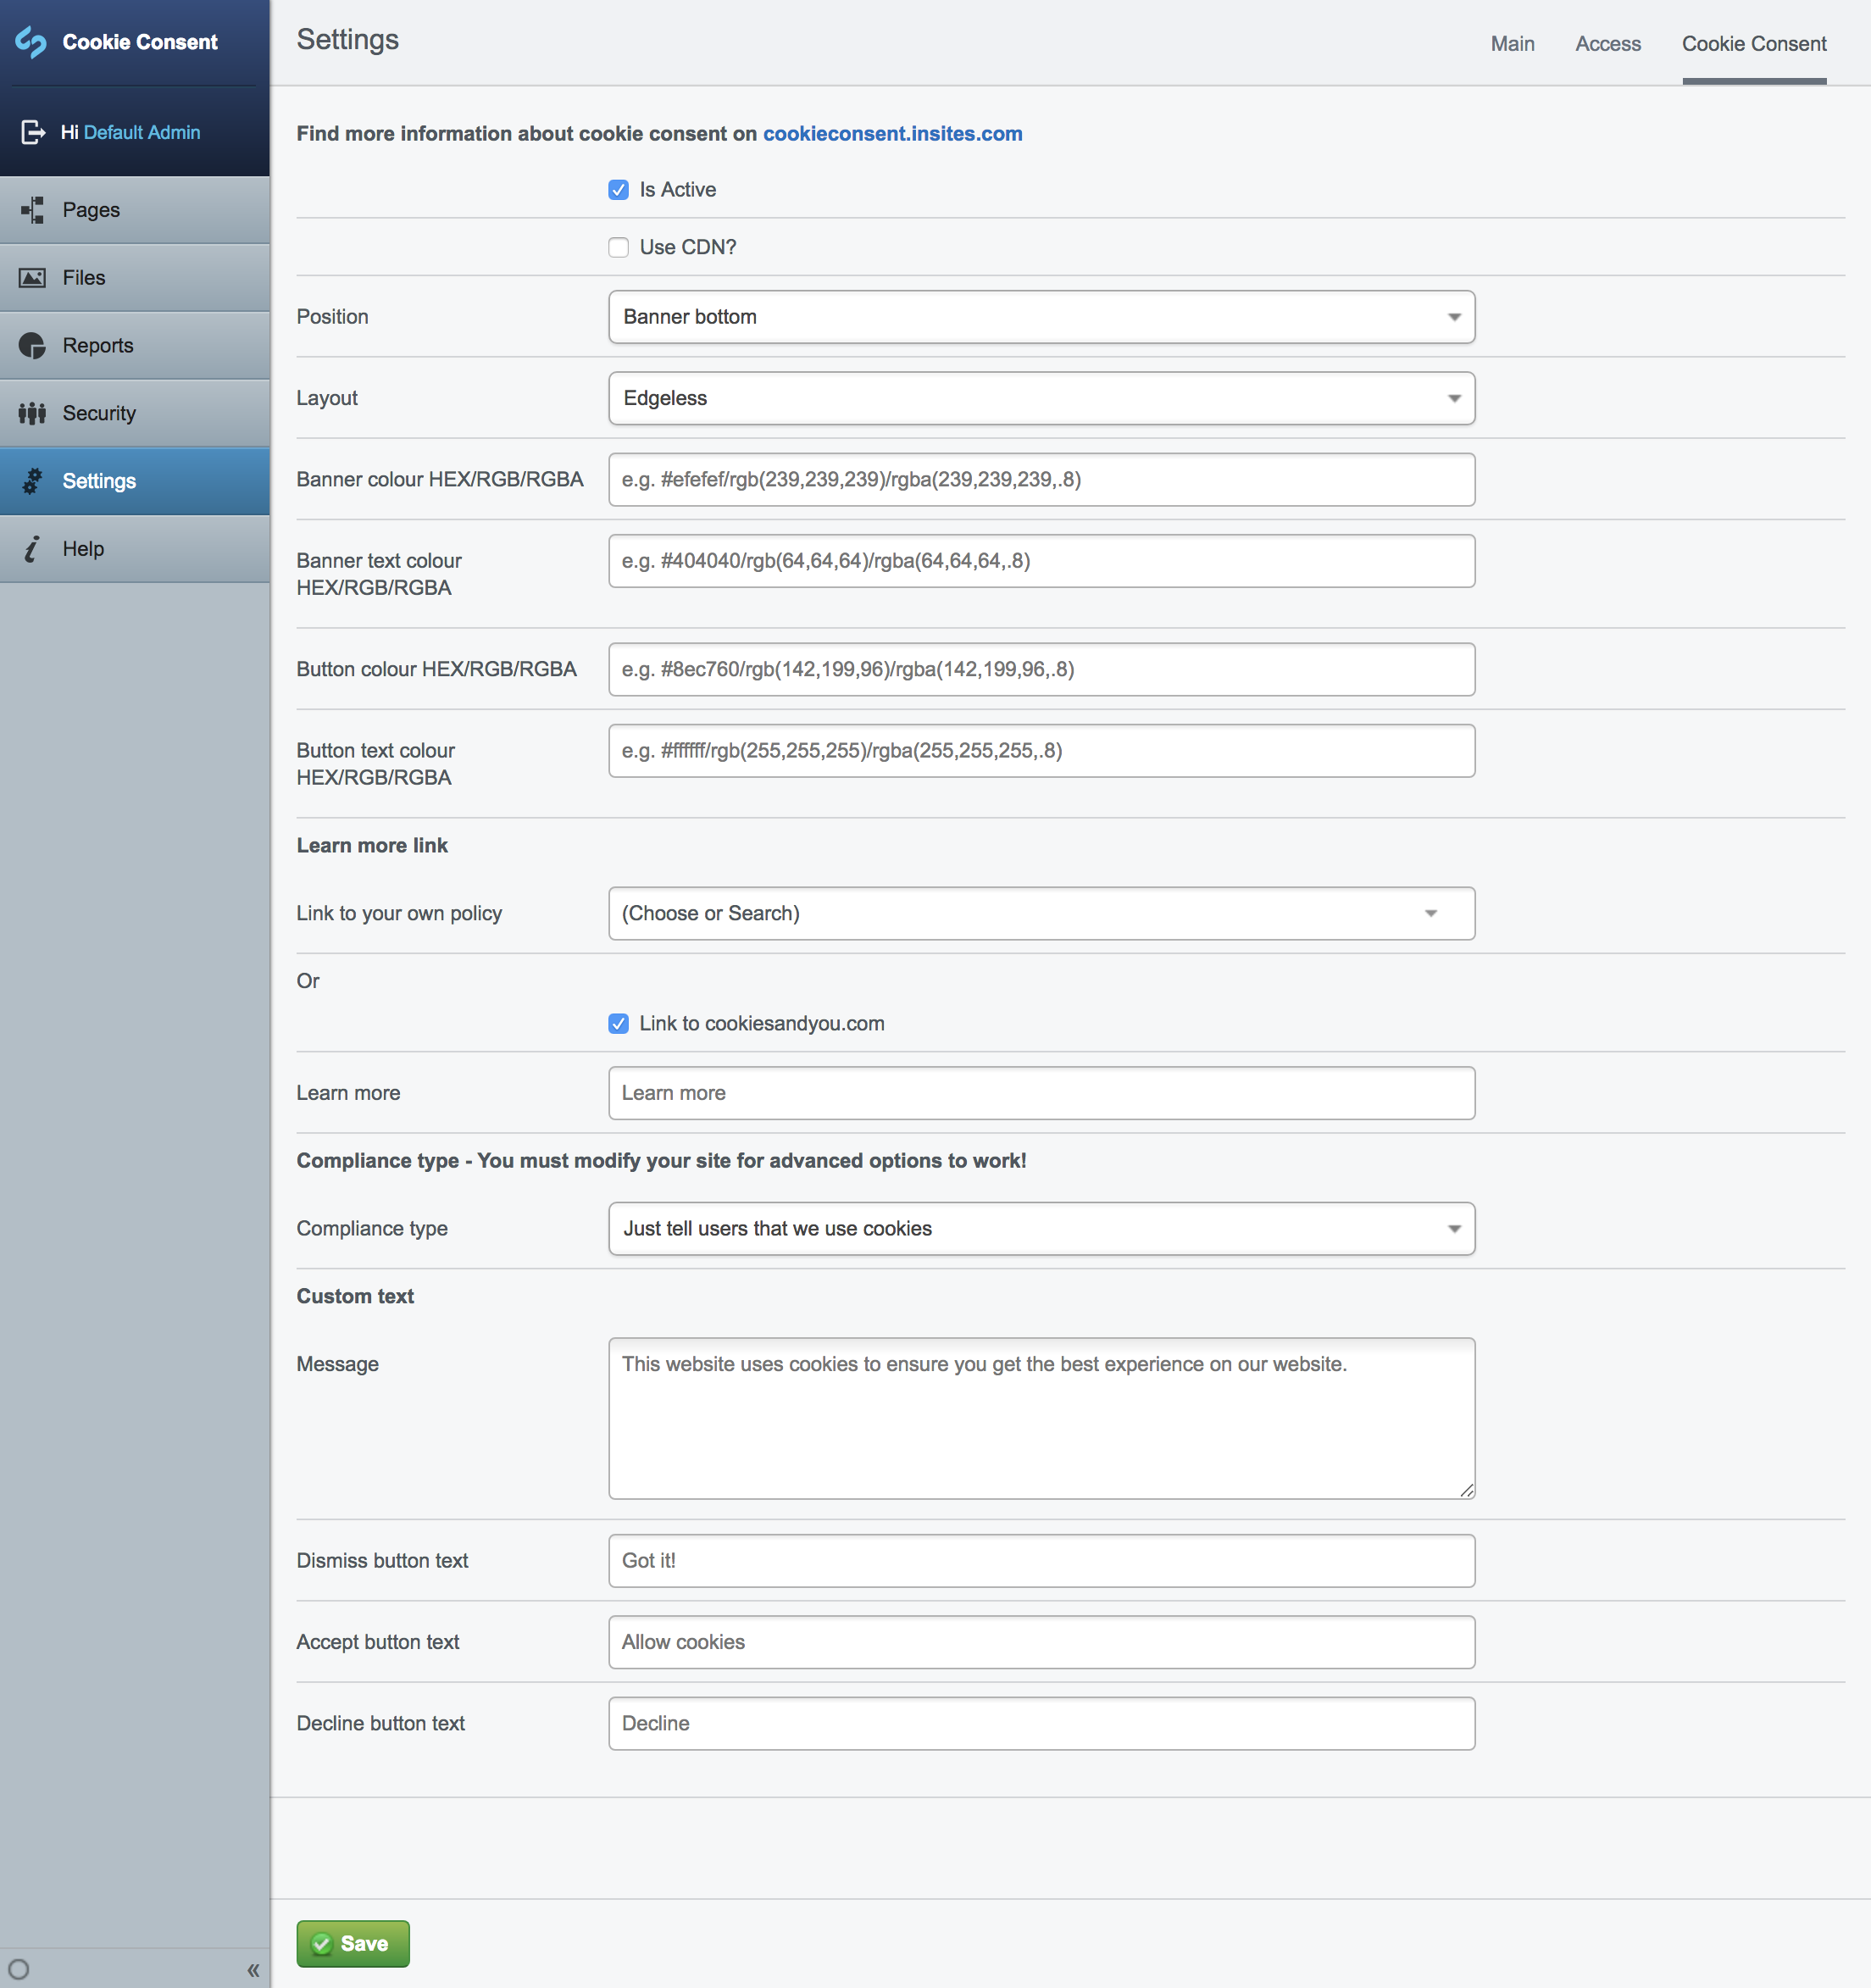 Cookie Consent
Hi Default Admin
Pages
Files
Reports
Security
Settings
Help
«
Settings
Main
Access
Cookie Consent
Find more information about cookie consent on cookieconsent.insites.com
Is Active
Use CDN?
Position
Banner bottom
Layout
Edgeless
Banner colour HEX/RGB/RGBA
e.g. #efefef/rgb(239,239,239)/rgba(239,239,239,.8)
Banner text colour
HEX/RGB/RGBA
e.g. #404040/rgb(64,64,64)/rgba(64,64,64,.8)
Button colour HEX/RGB/RGBA
e.g. #8ec760/rgb(142,199,96)/rgba(142,199,96,.8)
Button text colour
HEX/RGB/RGBA
e.g. #ffffff/rgb(255,255,255)/rgba(255,255,255,.8)
Learn more link
Link to your own policy
(Choose or Search)
Or
Link to cookiesandyou.com
Learn more
Learn more
Compliance type - You must modify your site for advanced options to work!
Compliance type
Just tell users that we use cookies
Custom text
Message
This website uses cookies to ensure you get the best experience on our website.
Dismiss button text
Got it!
Accept button text
Allow cookies
Decline button text
Decline
Save